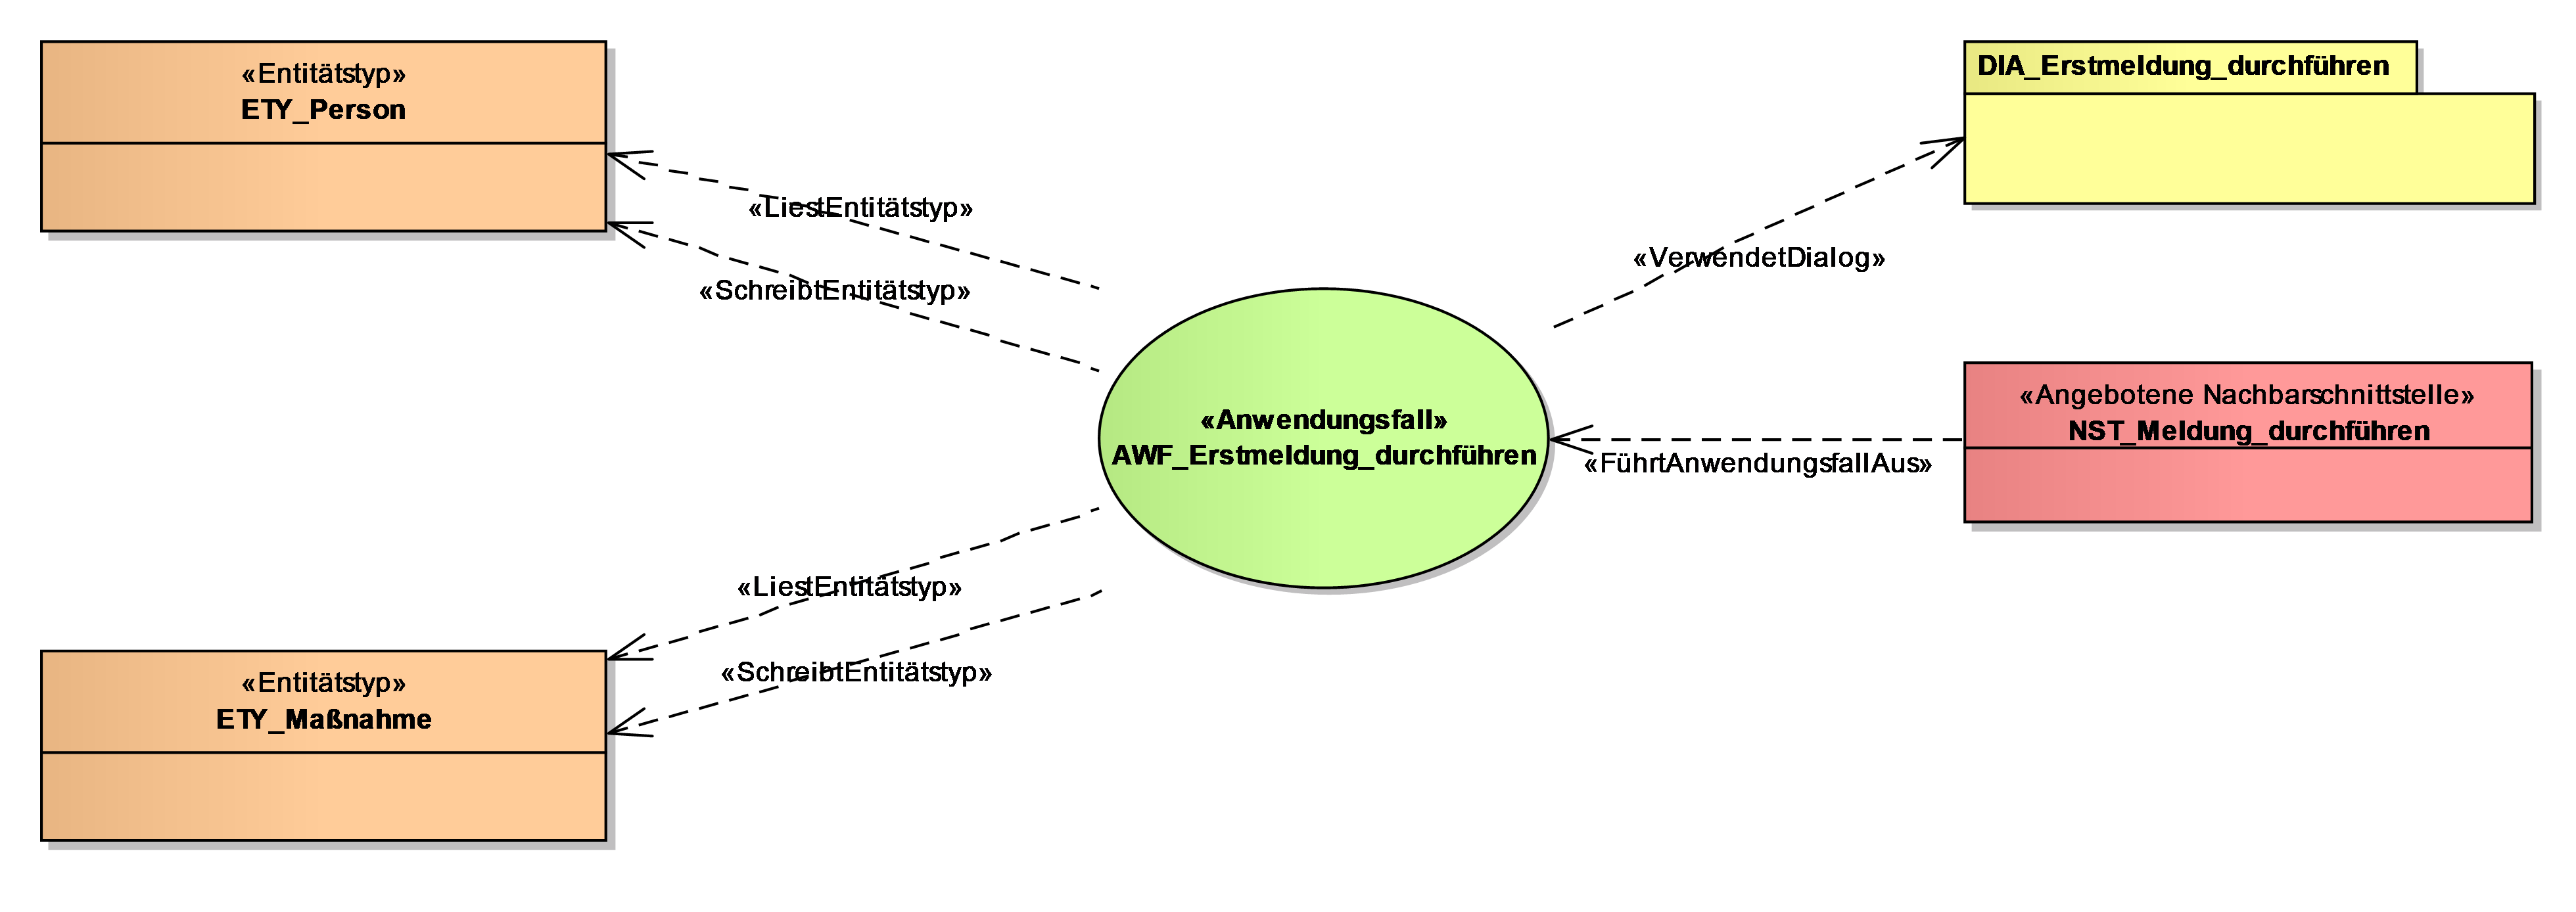 «Entitätstyp»
ETY_Person
DIA_Erstmeldung_durchführen
«LiestEntitätstyp»
«SchreibtEntitätstyp»
«VerwendetDialog»
«Anwendungsfall»
AWF_Erstmeldung_durchführen
«Angebotene Nachbarschnittstelle»
NST_Meldung_durchführen
«FührtAnwendungsfallAus»
«LiestEntitätstyp»
«SchreibtEntitätstyp»
«Entitätstyp»
ETY_Maßnahme